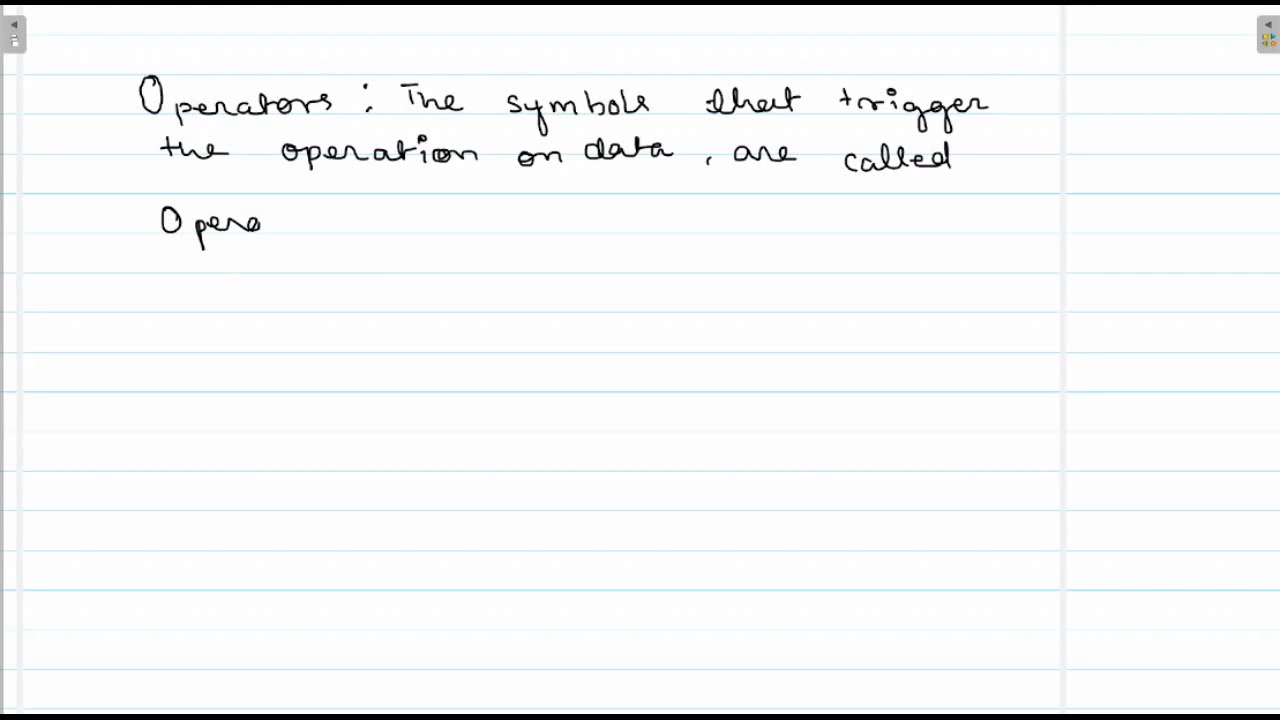 Operators : The symbols that trigger
the operation on data , are called
Opera